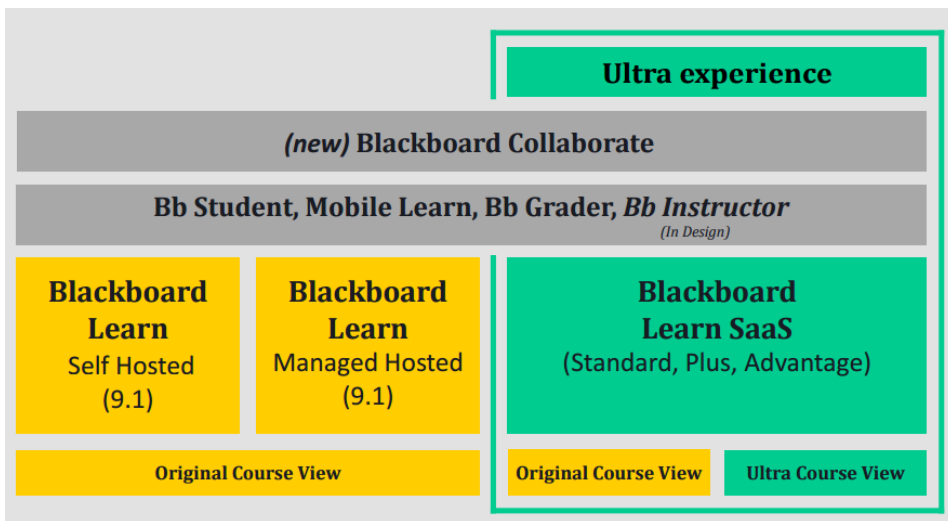 Ultra experience
(new) Blackboard Collaborate
Bb Student, Mobile Learn, Bb Grader, Bb Instructor
(In Design)
Blackboard
Learn
Self Hosted
(9.1)
Blackboard
Learn
Managed Hosted
(9.1)
Blackboard
Learn SaaS
(Standard, Plus, Advantage)
Original Course View
Original Course View
Ultra Course View